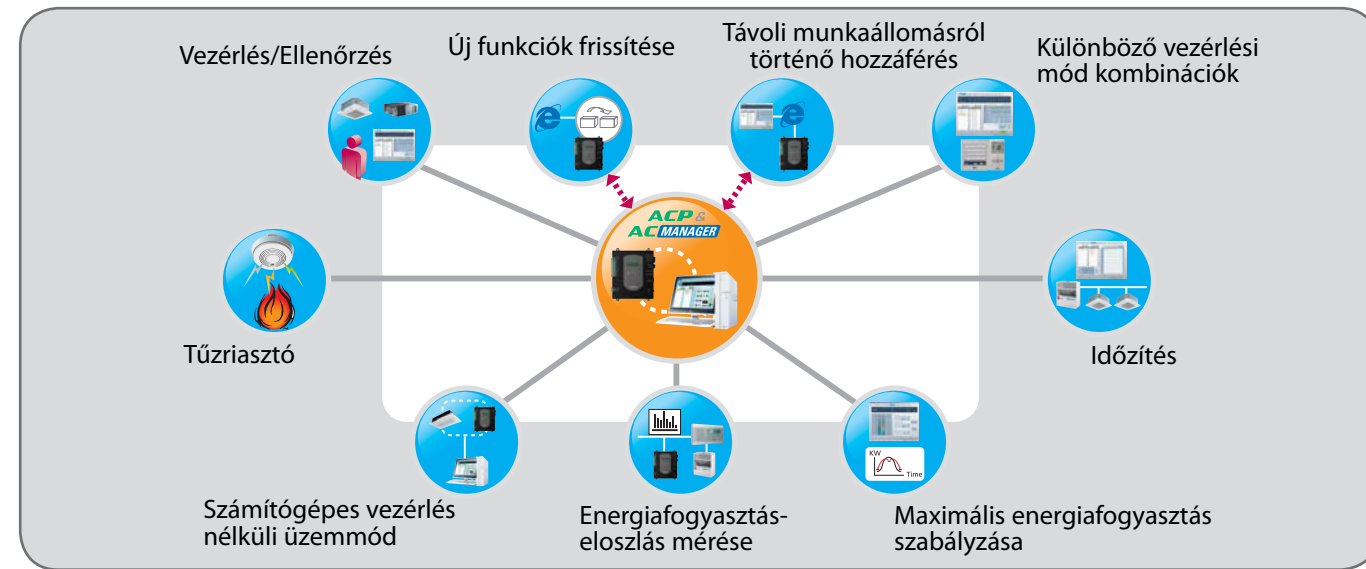 Vezérlés/Ellenőrzés
Új funkciók frissítése
Távoli munkaállomásról
történő hozzáférés
Különböző vezérlési
mód kombinációk
ACP &
AC MANAGER
Tűzriasztó
Időzítés
KW
Time
Számítógépes vezérlés
nélküli üzemmód
Energiafogyasztás-
eloszlás mérése
Maximális energiafogyasztás
szabályzása